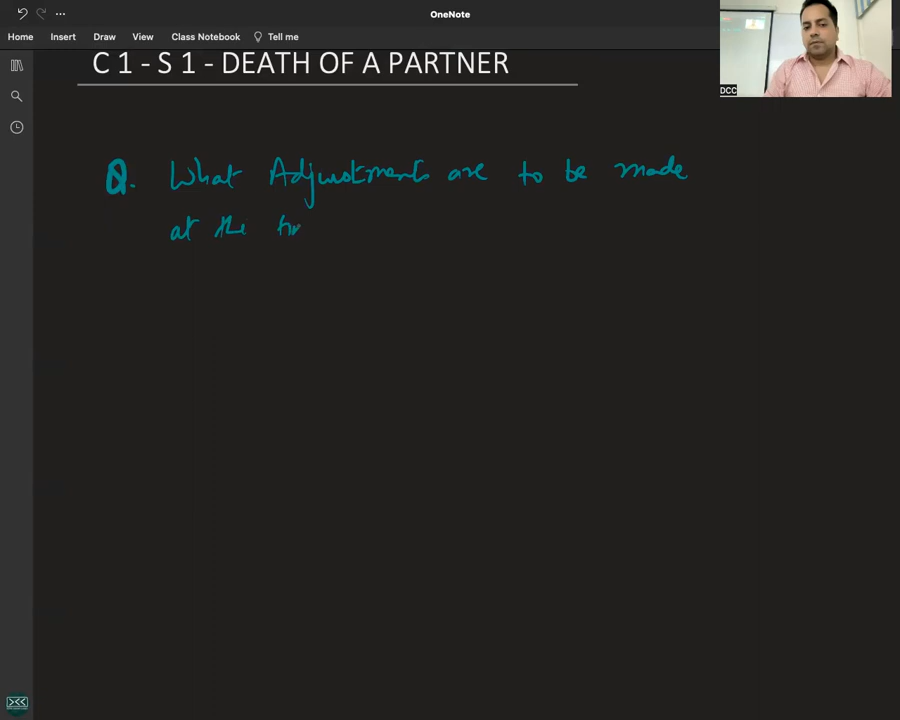 OneNote
Home Insert Draw View Class Notebook Tell me
C 1 - S 1 - DEATH OF A PARTNER
DCC
Q. What Adjustments are to be made
at the